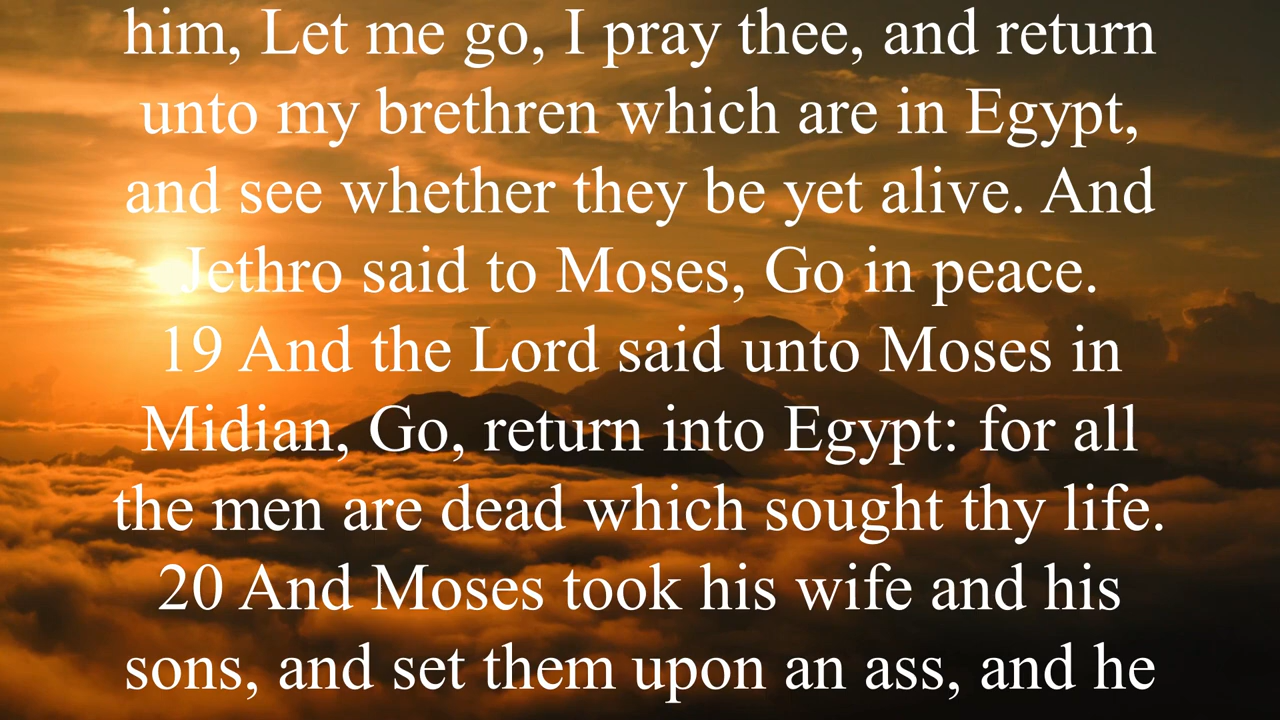 him, Let me go, I pray thee, and return
unto my brethren which are in Egypt,
and see whether they be yet alive. And
Jethro said to Moses, Go in peace.
19 And the Lord said unto Moses in
Midian, Go, return into Egypt: for all
the men are dead which sought thy life.
20 And Moses took his wife and his
sons, and set them upon an ass, and he